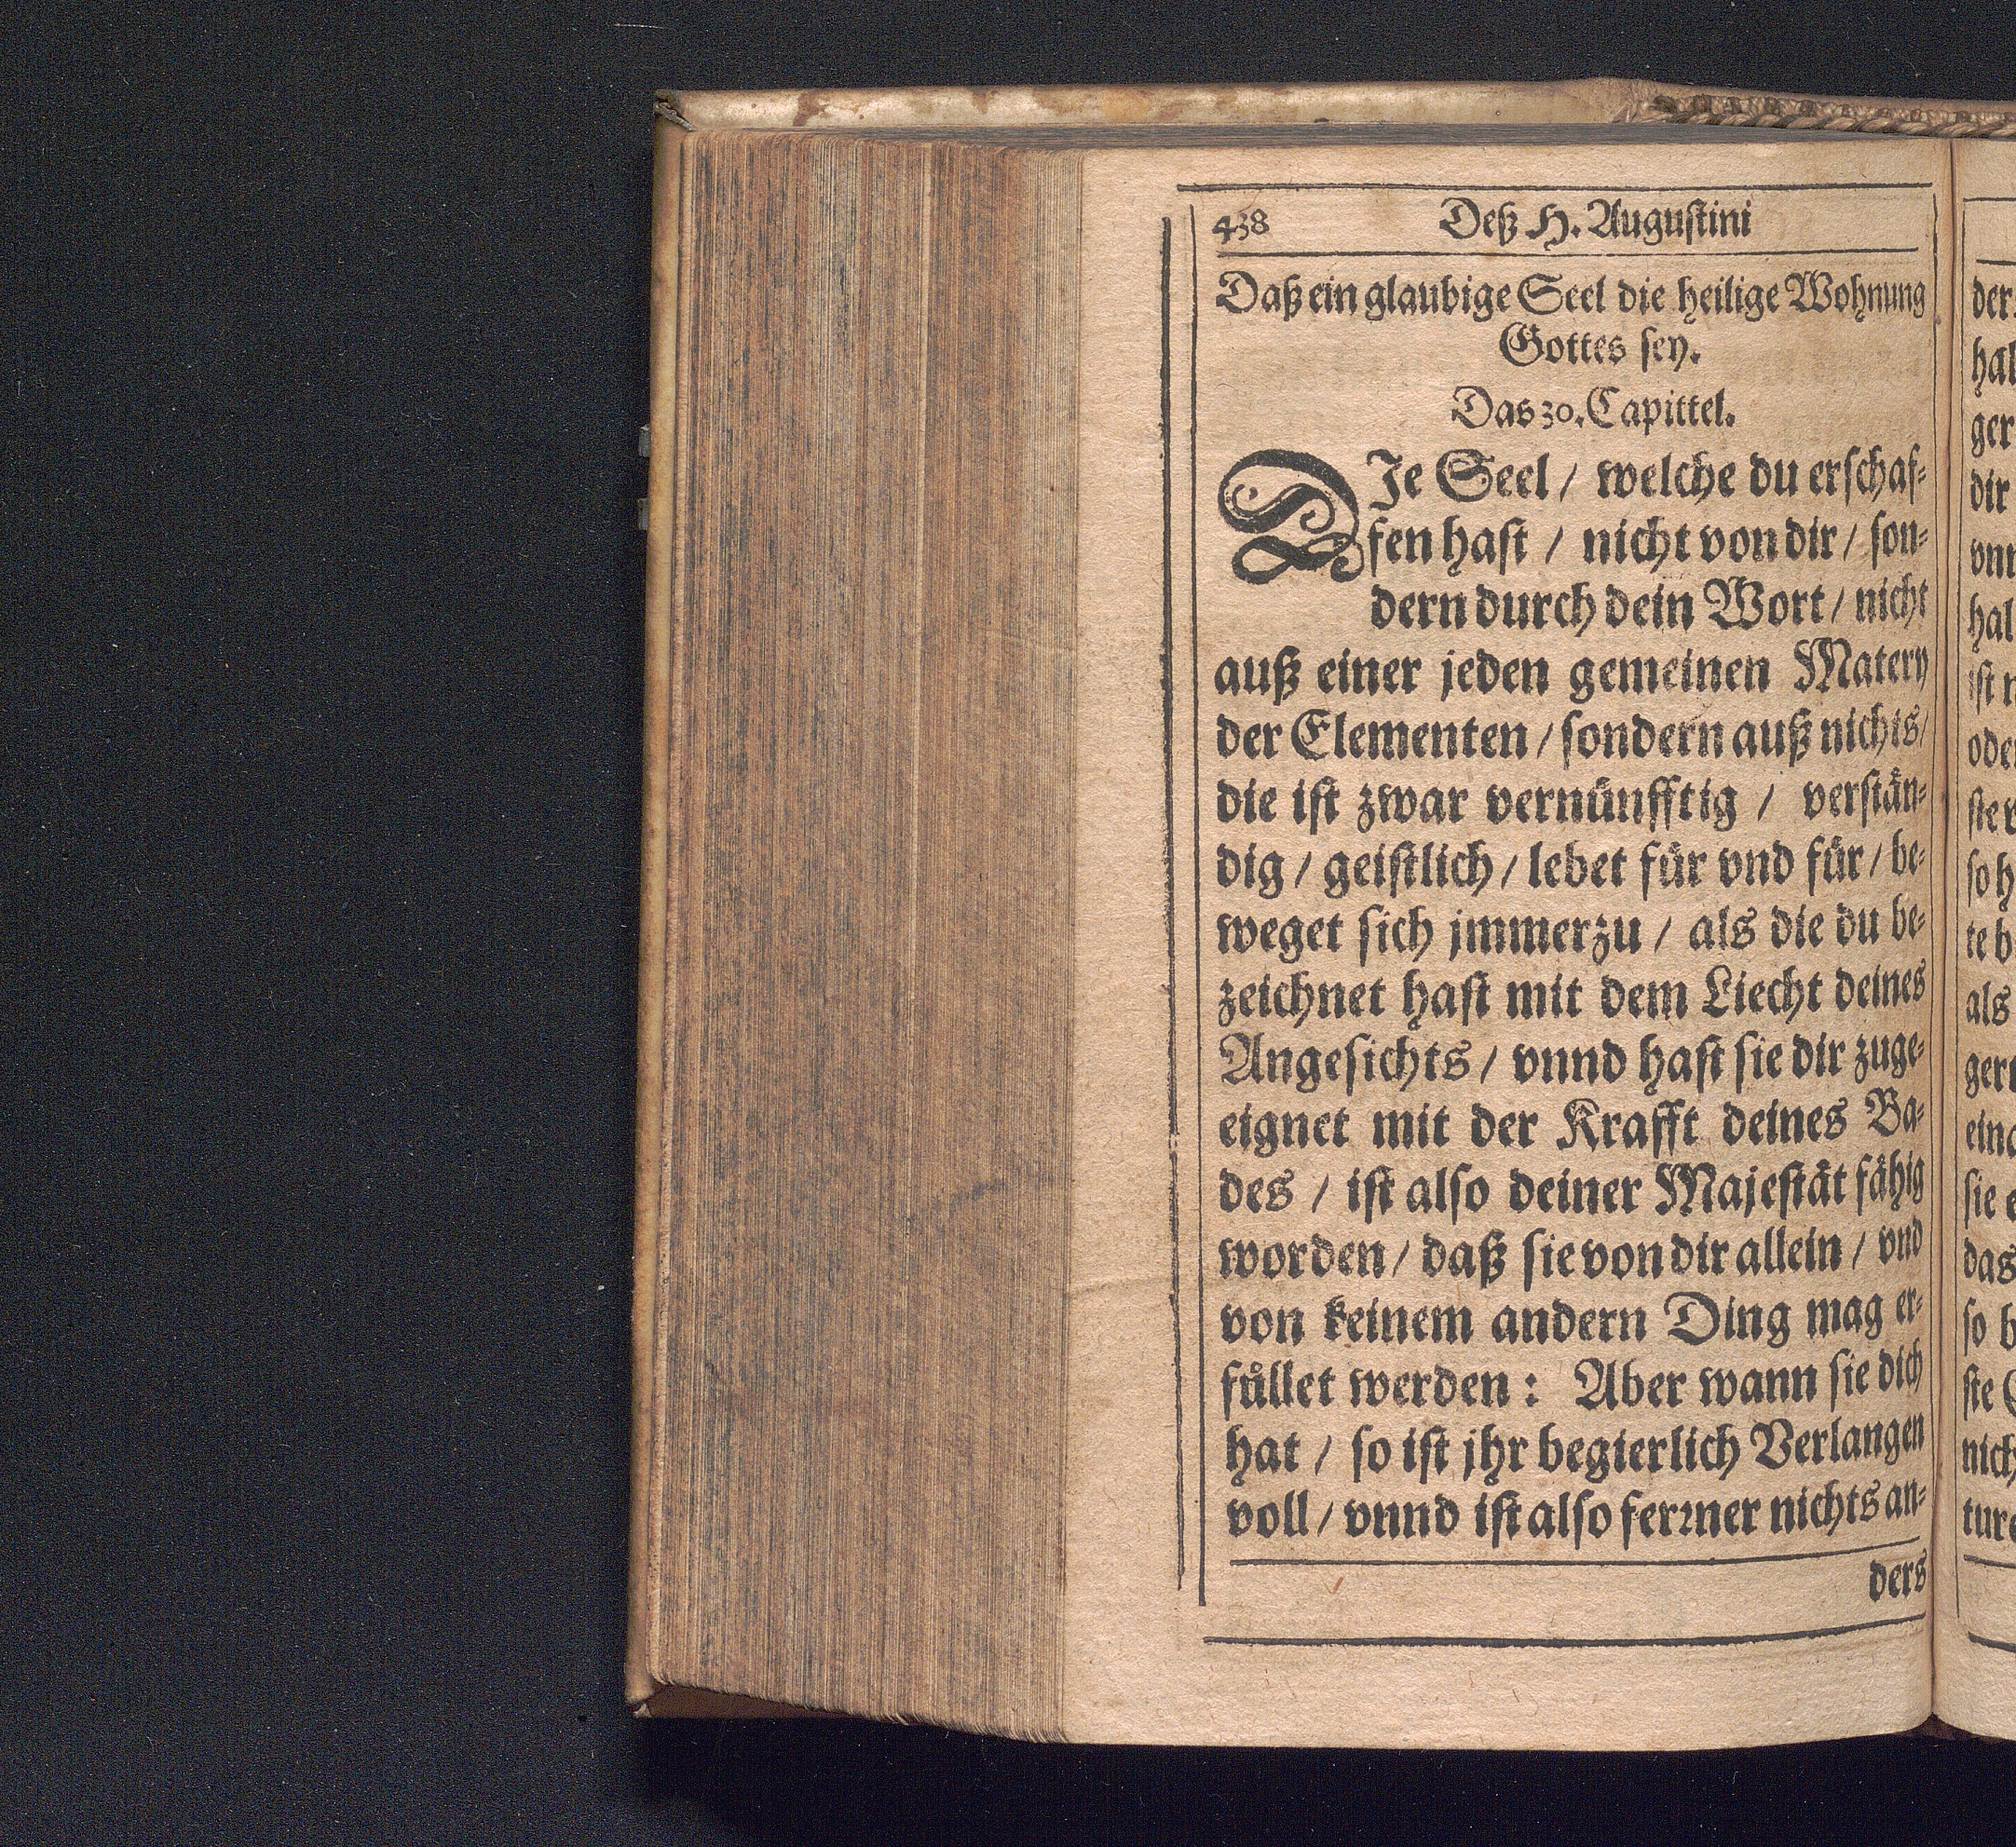 438 Deß H. Augustini
Daß ein glaubige Seel die heilige Wohnung
Gottes sey.
Das 30. Capittel.
DIe Seel / welche du erschaf-
fen hast / nicht von dir / son-
dern durch dein Wort / nicht
auß einer jeden gemeinen Matery
der Elementen / sondern auß nichts /
die ist zwar vernünfftig / verstän-
dig / geistlich / lebet für vnd für / be-
weget sich jmmerzu / als die du be-
zeichnet hast mit dem Liecht deines
Angesichts / vnnd hast sie dir zuge-
eignet mit der Krafft deines Ba-
des / ist also deiner Majestät fähig
worden / daß sie von dir allein / vnd
von keinem andern Ding mag er-
füllet werden: Aber wann sie dich
hat / so ist jhr begierlich Verlangen
voll / vnnd ist also ferꝛner nichts an-
ders